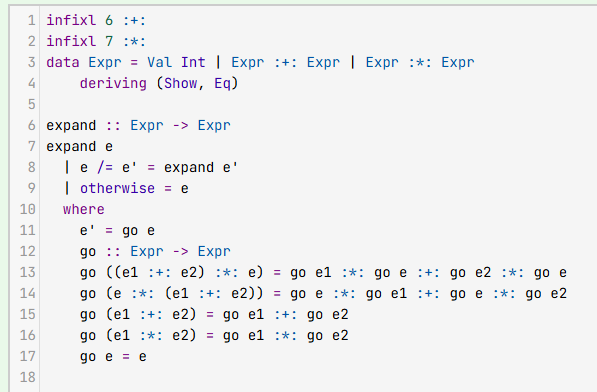 1 infixl 6 :+:
2 infixl 7 :*:
3 data Expr = Val Int | Expr :+: Expr | Expr :*: Expr
4     deriving (Show, Eq)
5
6 expand :: Expr -> Expr
7 expand e
8   | e /= e' = expand e'
9   | otherwise = e
10   where
11     e' = go e
12     go :: Expr -> Expr
13     go ((e1 :+: e2) :*: e) = go e1 :*: go e :+: go e2 :*: go e
14     go (e :*: (e1 :+: e2)) = go e :*: go e1 :+: go e :*: go e2
15     go (e1 :+: e2) = go e1 :+: go e2
16     go (e1 :*: e2) = go e1 :*: go e2
17     go e = e
18